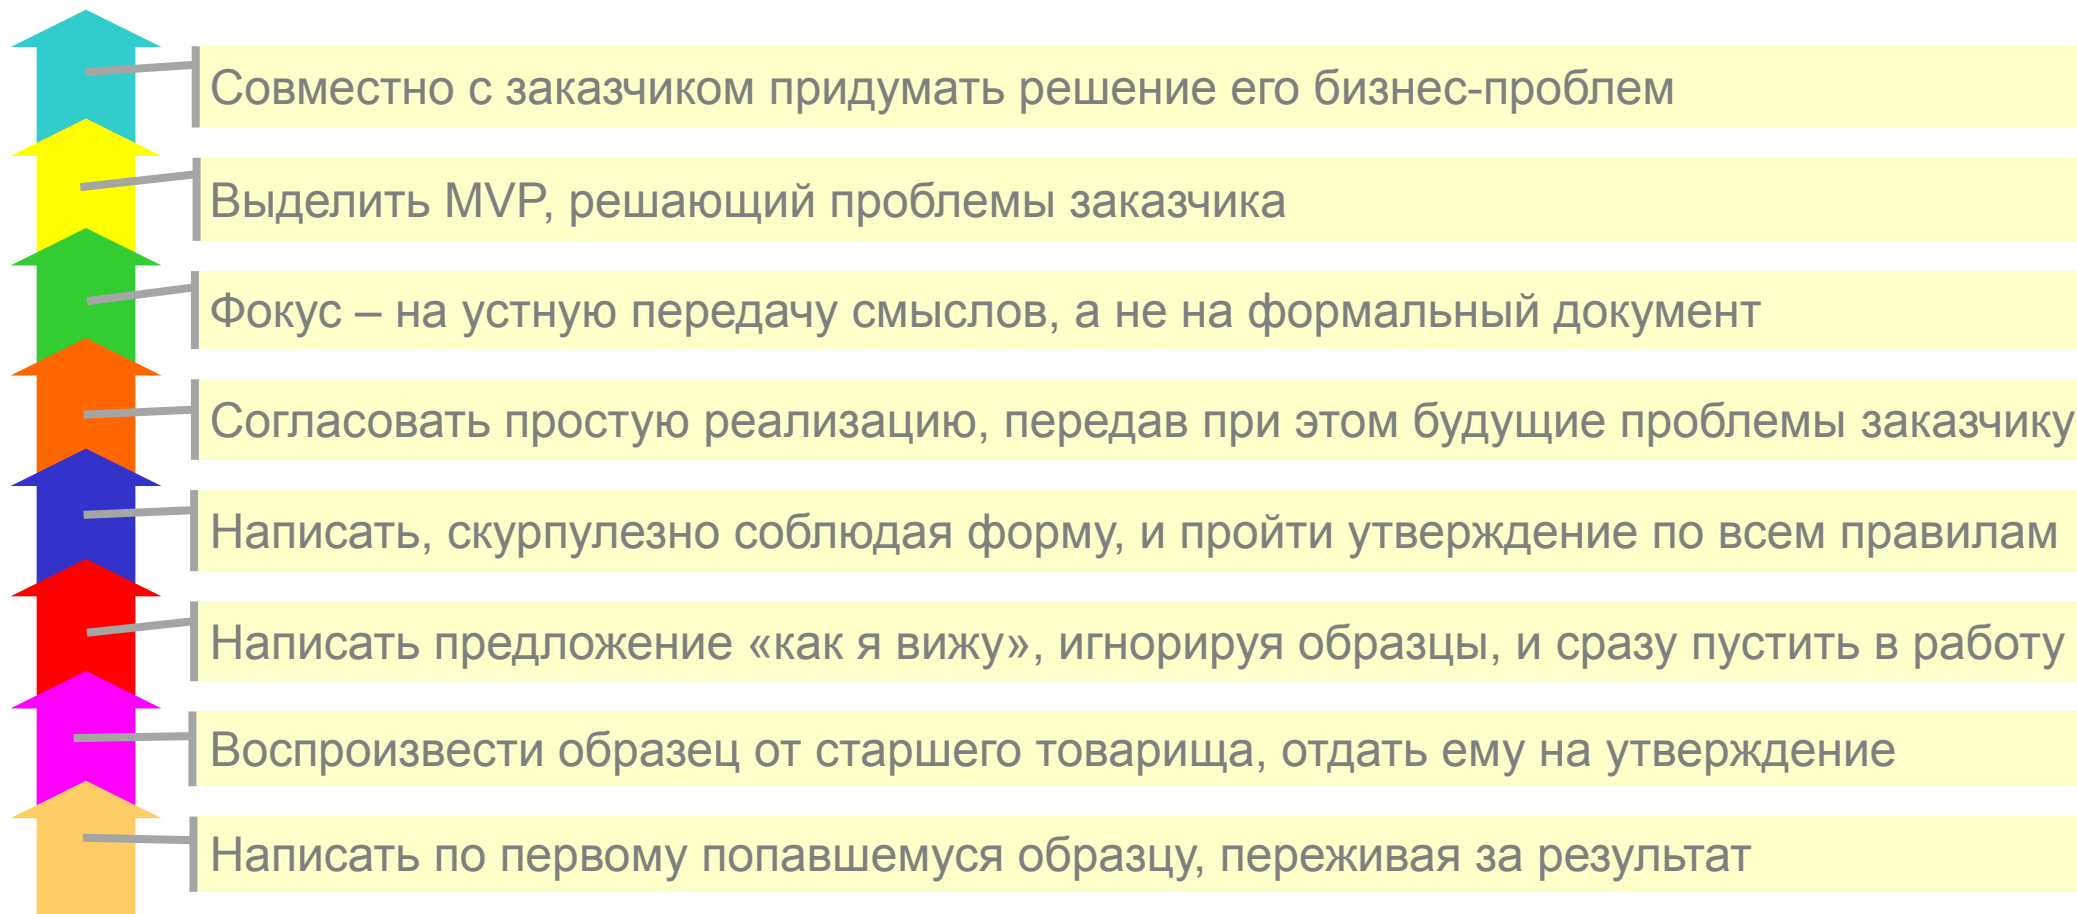 Совместно с заказчиком придумать решение его бизнес-проблем
Выделить MVP, решающий проблемы заказчика
Фокус – на устную передачу смыслов, а не на формальный документ
Согласовать простую реализацию, передав при этом будущие проблемы заказчику
Написать, скурпулезно соблюдая форму, и пройти утверждение по всем правилам
Написать предложение «как я вижу», игнорируя образцы, и сразу пустить в работу
Воспроизвести образец от старшего товарища, отдать ему на утверждение
Написать по первому попавшемуся образцу, переживая за результат